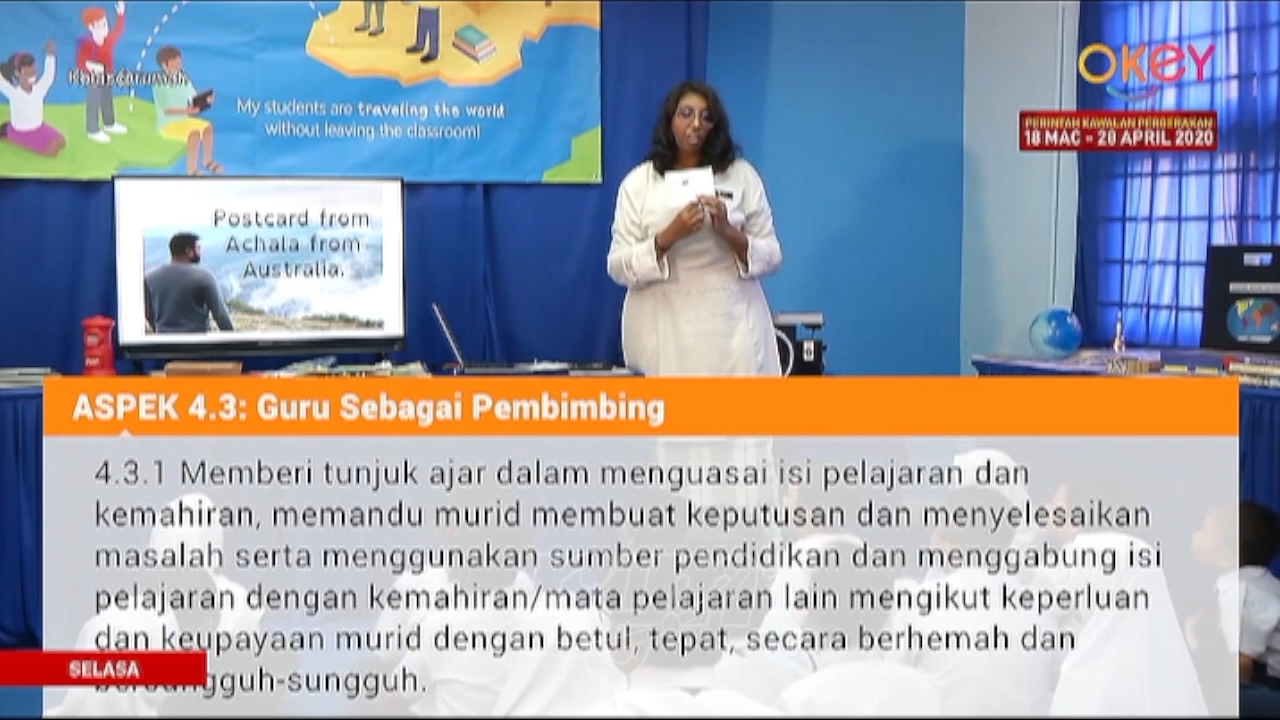 My students are traveling the world
without leaving the classroom!
OKEY
PERINTAH KAWALAN PERGERAKAN
18 MAC - 28 APRIL 2020
Postcard from
Achala from
Australia.
ASPEK 4.3: Guru Sebagai Pembimbing
4.3.1 Memberi tunjuk ajar dalam menguasai isi pelajaran dan
kemahiran, memandu murid membuat keputusan dan menyelesaikan
masalah serta menggunakan sumber pendidikan dan menggabung isi
pelajaran dengan kemahiran/mata pelajaran lain mengikut keperluan
dan keupayaan murid dengan betul, tepat, secara berhemah dan
bersungguh-sungguh.
SELASA